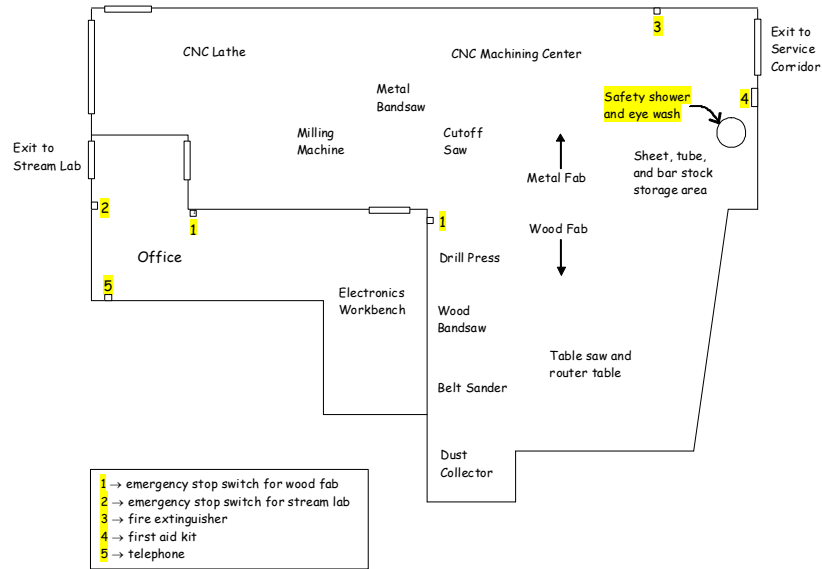 3
Exit to
Service
Corridor
CNC Lathe
CNC Machining Center
Metal
Bandsaw
Safety shower
and eye wash
4
Milling
Machine
Cutoff
Saw
Exit to
Stream Lab
Sheet, tube,
and bar stock
storage area
Metal Fab
2
1
1
Wood Fab
Office
Drill Press
5
Electronics
Workbench
Wood
Bandsaw
Table saw and
router table
Belt Sander
Dust
Collector
1 → emergency stop switch for wood fab
2 → emergency stop switch for stream lab
3 → fire extinguisher
4 → first aid kit
5 → telephone